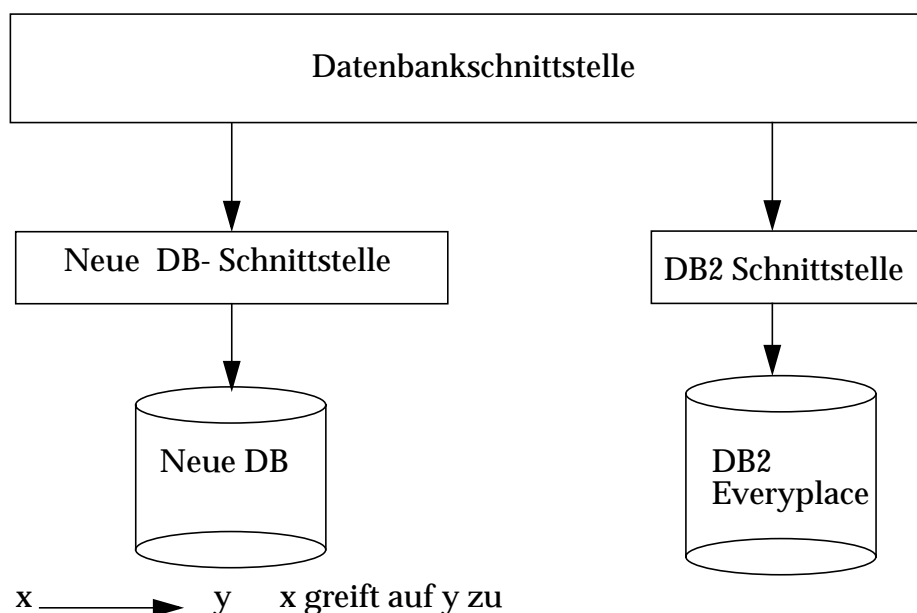 Datenbankschnittstelle
Neue DB- Schnittstelle
DB2 Schnittstelle
Neue DB
DB2
Everyplace
x y x greift auf y zu